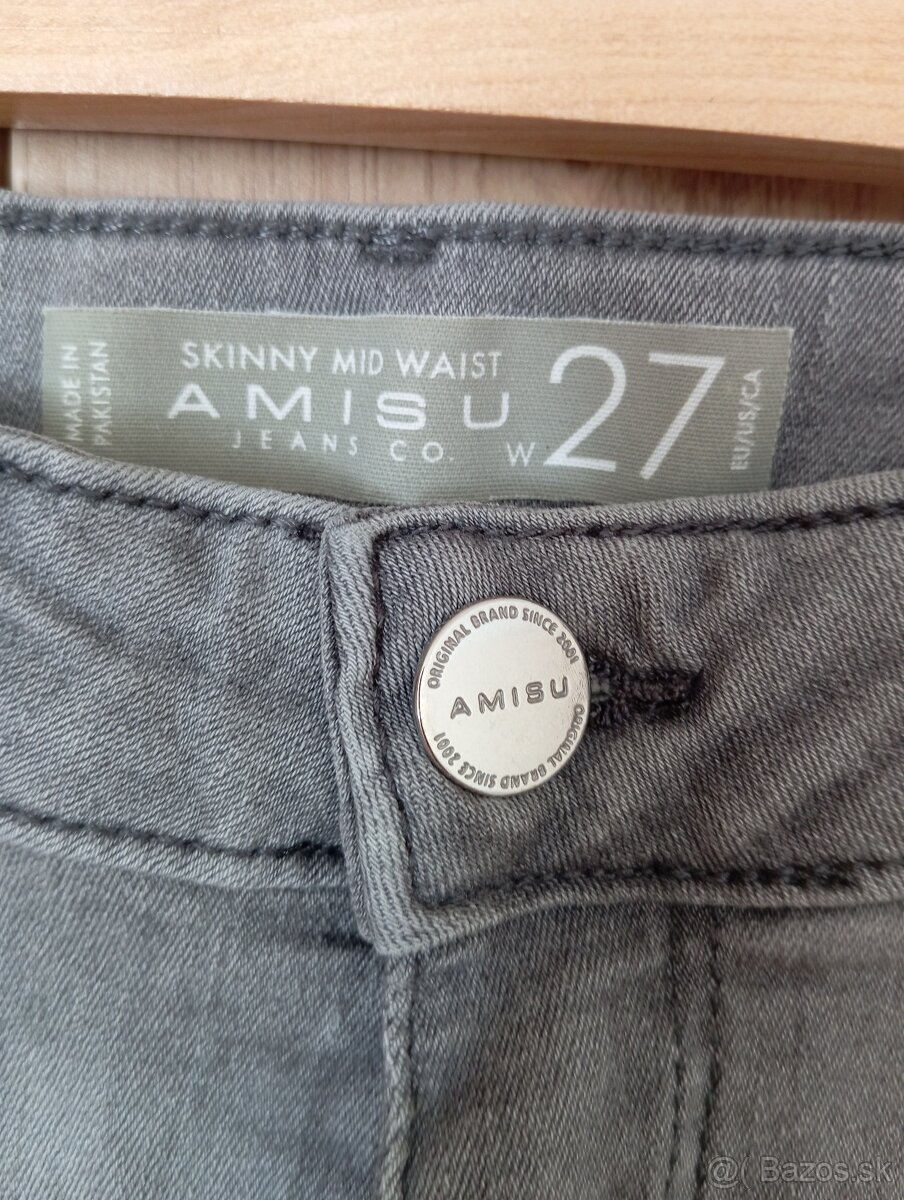 MADE IN
PAKISTAN
SKINNY MID WAIST
AMISU
JEANS CO.
W 27
EU/US/CA
ORIGINAL BRAND SINCE 2001
AMISU
ORIGINAL BRAND SINCE 2001
@( Bazos.sk